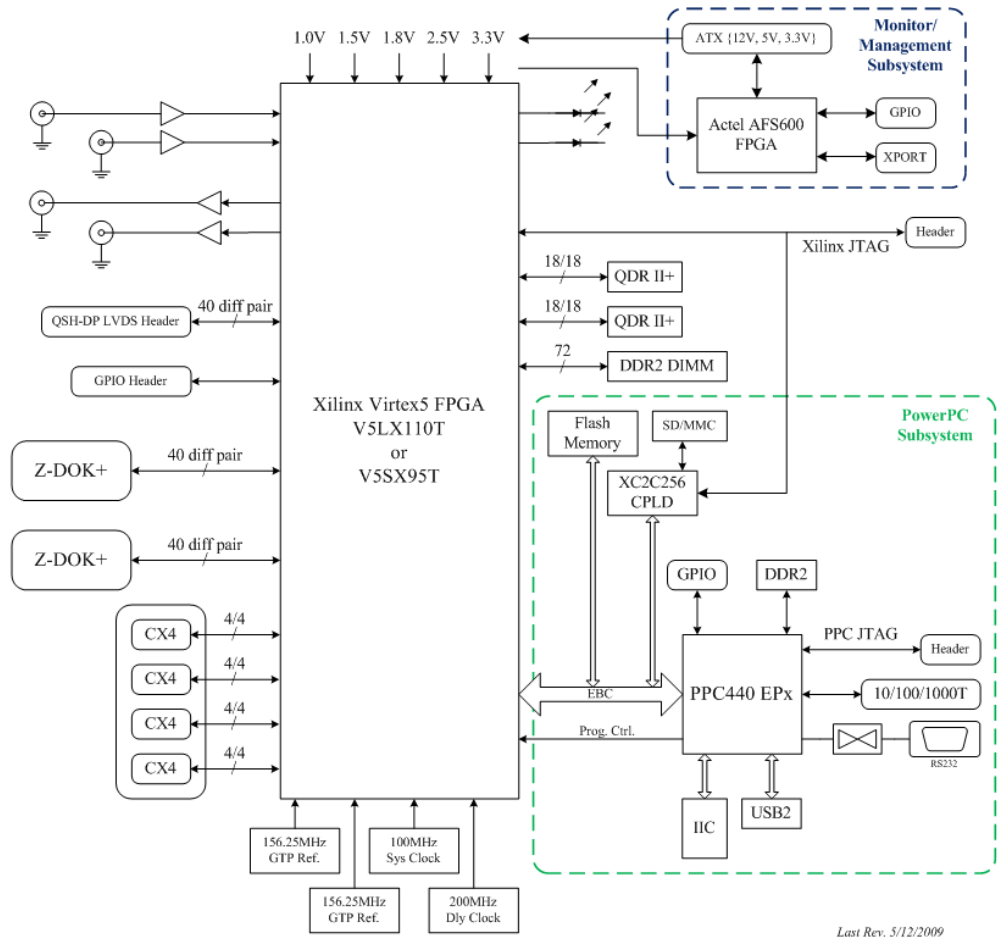 1.0V
1.5V
1.8V
2.5V
3.3V
ATX {12V, 5V, 3.3V}
Monitor/
Management
Subsystem
Actel AFS600
FPGA
GPIO
XPORT
Xilinx JTAG
Header
18/18
QDR II+
18/18
QDR II+
72
DDR2 DIMM
40 diff pair
QSH-DP LVDS Header
GPIO Header
Xilinx Virtex5 FPGA
V5LX110T
or
V5SX95T
Z-DOK+
40 diff pair
Z-DOK+
40 diff pair
CX4
4/4
CX4
4/4
CX4
4/4
CX4
4/4
PowerPC
Subsystem
Flash
Memory
SD/MMC
XC2C256
CPLD
GPIO
DDR2
PPC JTAG
Header
EBC
PPC440 EPx
10/100/1000T
Prog. Ctrl.
RS232
IIC
USB2
156.25MHz
GTP Ref.
100MHz
Sys Clock
156.25MHz
GTP Ref.
200MHz
Dly Clock
Last Rev. 5/12/2009